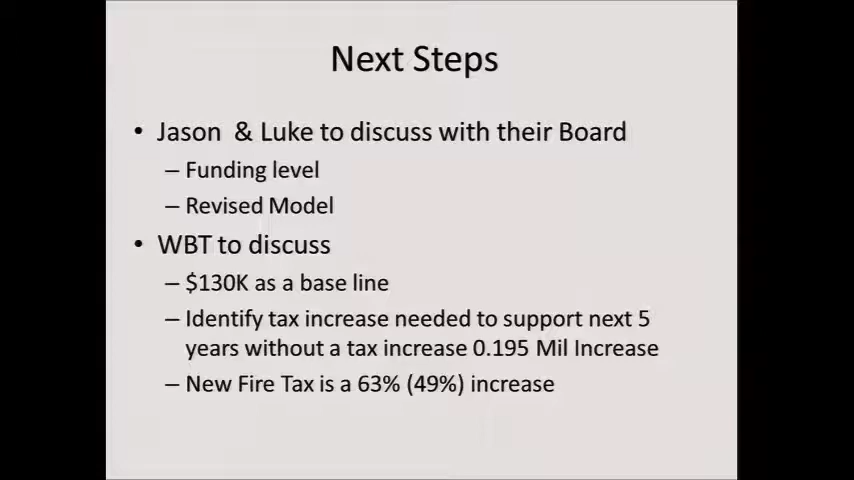 Next Steps
• Jason & Luke to discuss with their Board
– Funding level
– Revised Model
• WBT to discuss
– $130K as a base line
– Identify tax increase needed to support next 5
years without a tax increase 0.195 Mil Increase
– New Fire Tax is a 63% (49%) increase